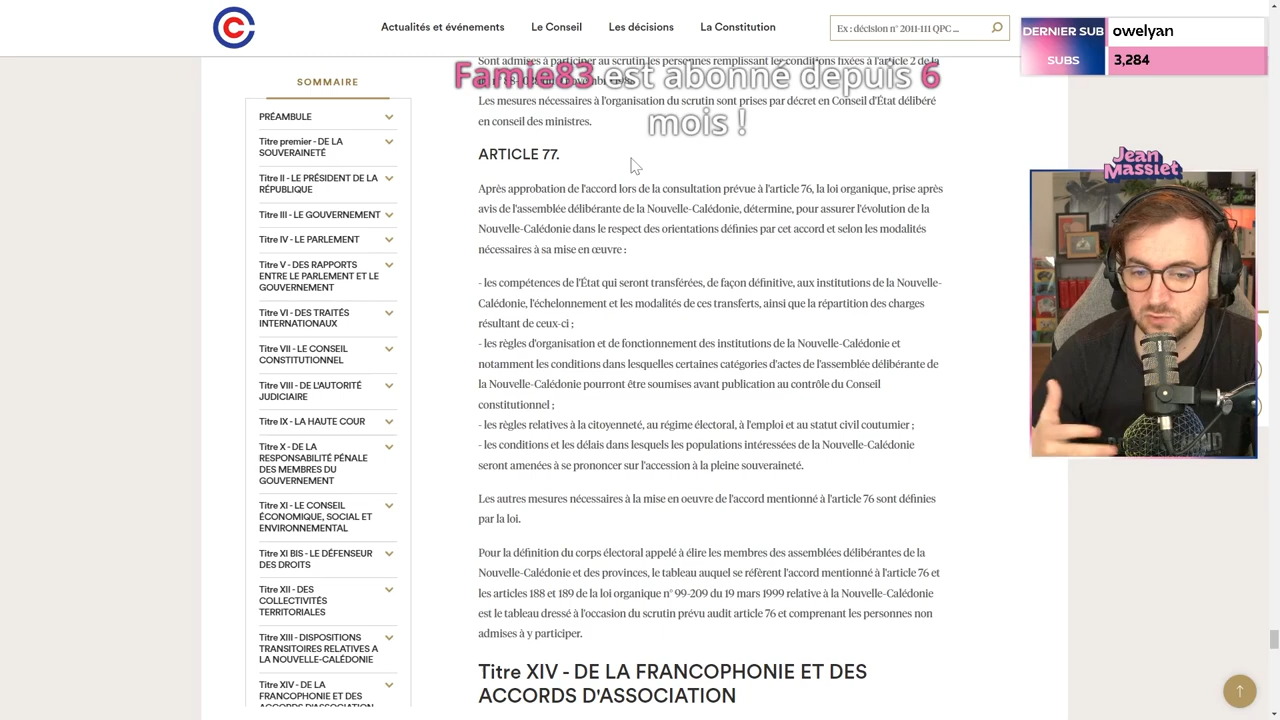 Actualités et événements
Le Conseil
Les décisions
La Constitution
Ex : décision n° 2011-111 QPC ...
DERNIER SUB
owelyan
SUBS
3,284
Famie83 est abonné depuis 6
mois !
Jean
Massiet
SOMMAIRE
PRÉAMBULE
Titre premier - DE LA
SOUVERAINETÉ
Titre II - LE PRÉSIDENT DE LA
RÉPUBLIQUE
Titre III - LE GOUVERNEMENT
Titre IV - LE PARLEMENT
Titre V - DES RAPPORTS
ENTRE LE PARLEMENT ET LE
GOUVERNEMENT
Titre VI - DES TRAITÉS
INTERNATIONAUX
Titre VII - LE CONSEIL
CONSTITUTIONNEL
Titre VIII - DE L'AUTORITÉ
JUDICIAIRE
Titre IX - LA HAUTE COUR
Titre X - DE LA
RESPONSABILITÉ PÉNALE
DES MEMBRES DU
GOUVERNEMENT
Titre XI - LE CONSEIL
ÉCONOMIQUE, SOCIAL ET
ENVIRONNEMENTAL
Titre XI BIS - LE DÉFENSEUR
DES DROITS
Titre XII - DES
COLLECTIVITÉS
TERRITORIALES
Titre XIII - DISPOSITIONS
TRANSITOIRES RELATIVES A
LA NOUVELLE-CALÉDONIE
Titre XIV - DE LA
FRANCOPHONIE ET DES
ACCORDS D'ASSOCIATION
Sont admises à participer au scrutin les personnes remplissant les conditions fixées à l'article 2 de la
Les mesures nécessaires à l'organisation du scrutin sont prises par décret en Conseil d'État délibéré
en conseil des ministres.
ARTICLE 77.
Après approbation de l'accord lors de la consultation prévue à l'article 76, la loi organique, prise après
avis de l'assemblée délibérante de la Nouvelle-Calédonie, détermine, pour assurer l'évolution de la
Nouvelle-Calédonie dans le respect des orientations définies par cet accord et selon les modalités
nécessaires à sa mise en œuvre :
- les compétences de l'État qui seront transférées, de façon définitive, aux institutions de la Nouvelle-
Calédonie, l'échelonnement et les modalités de ces transferts, ainsi que la répartition des charges
résultant de ceux-ci ;
- les règles d'organisation et de fonctionnement des institutions de la Nouvelle-Calédonie et
notamment les conditions dans lesquelles certaines catégories d'actes de l'assemblée délibérante de
la Nouvelle-Calédonie pourront être soumises avant publication au contrôle du Conseil
constitutionnel ;
- les règles relatives à la citoyenneté, au régime électoral, à l'emploi et au statut civil coutumier ;
- les conditions et les délais dans lesquels les populations intéressées de la Nouvelle-Calédonie
seront amenées à se prononcer sur l'accession à la pleine souveraineté.
Les autres mesures nécessaires à la mise en oeuvre de l'accord mentionné à l'article 76 sont définies
par la loi.
Pour la définition du corps électoral appelé à élire les membres des assemblées délibérantes de la
Nouvelle-Calédonie et des provinces, le tableau auquel se réfèrent l'accord mentionné à l'article 76 et
les articles 188 et 189 de la loi organique n° 99-209 du 19 mars 1999 relative à la Nouvelle-Calédonie
est le tableau dressé à l'occasion du scrutin prévu audit article 76 et comprenant les personnes non
admises à y participer.
Titre XIV - DE LA FRANCOPHONIE ET DES
ACCORDS D'ASSOCIATION